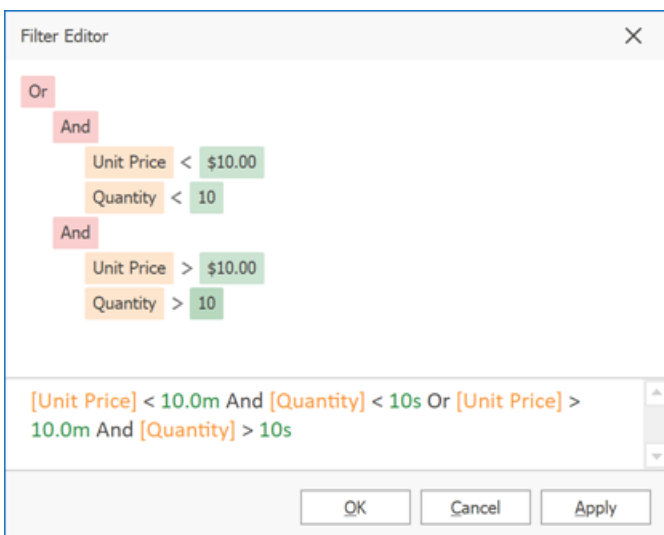 Filter Editor
Or
And
Unit Price < $10.00
Quantity < 10
And
Unit Price > $10.00
Quantity > 10
[Unit Price] < 10.0m And [Quantity] < 10s Or [Unit Price] >
10.0m And [Quantity] > 10s
OK Cancel Apply